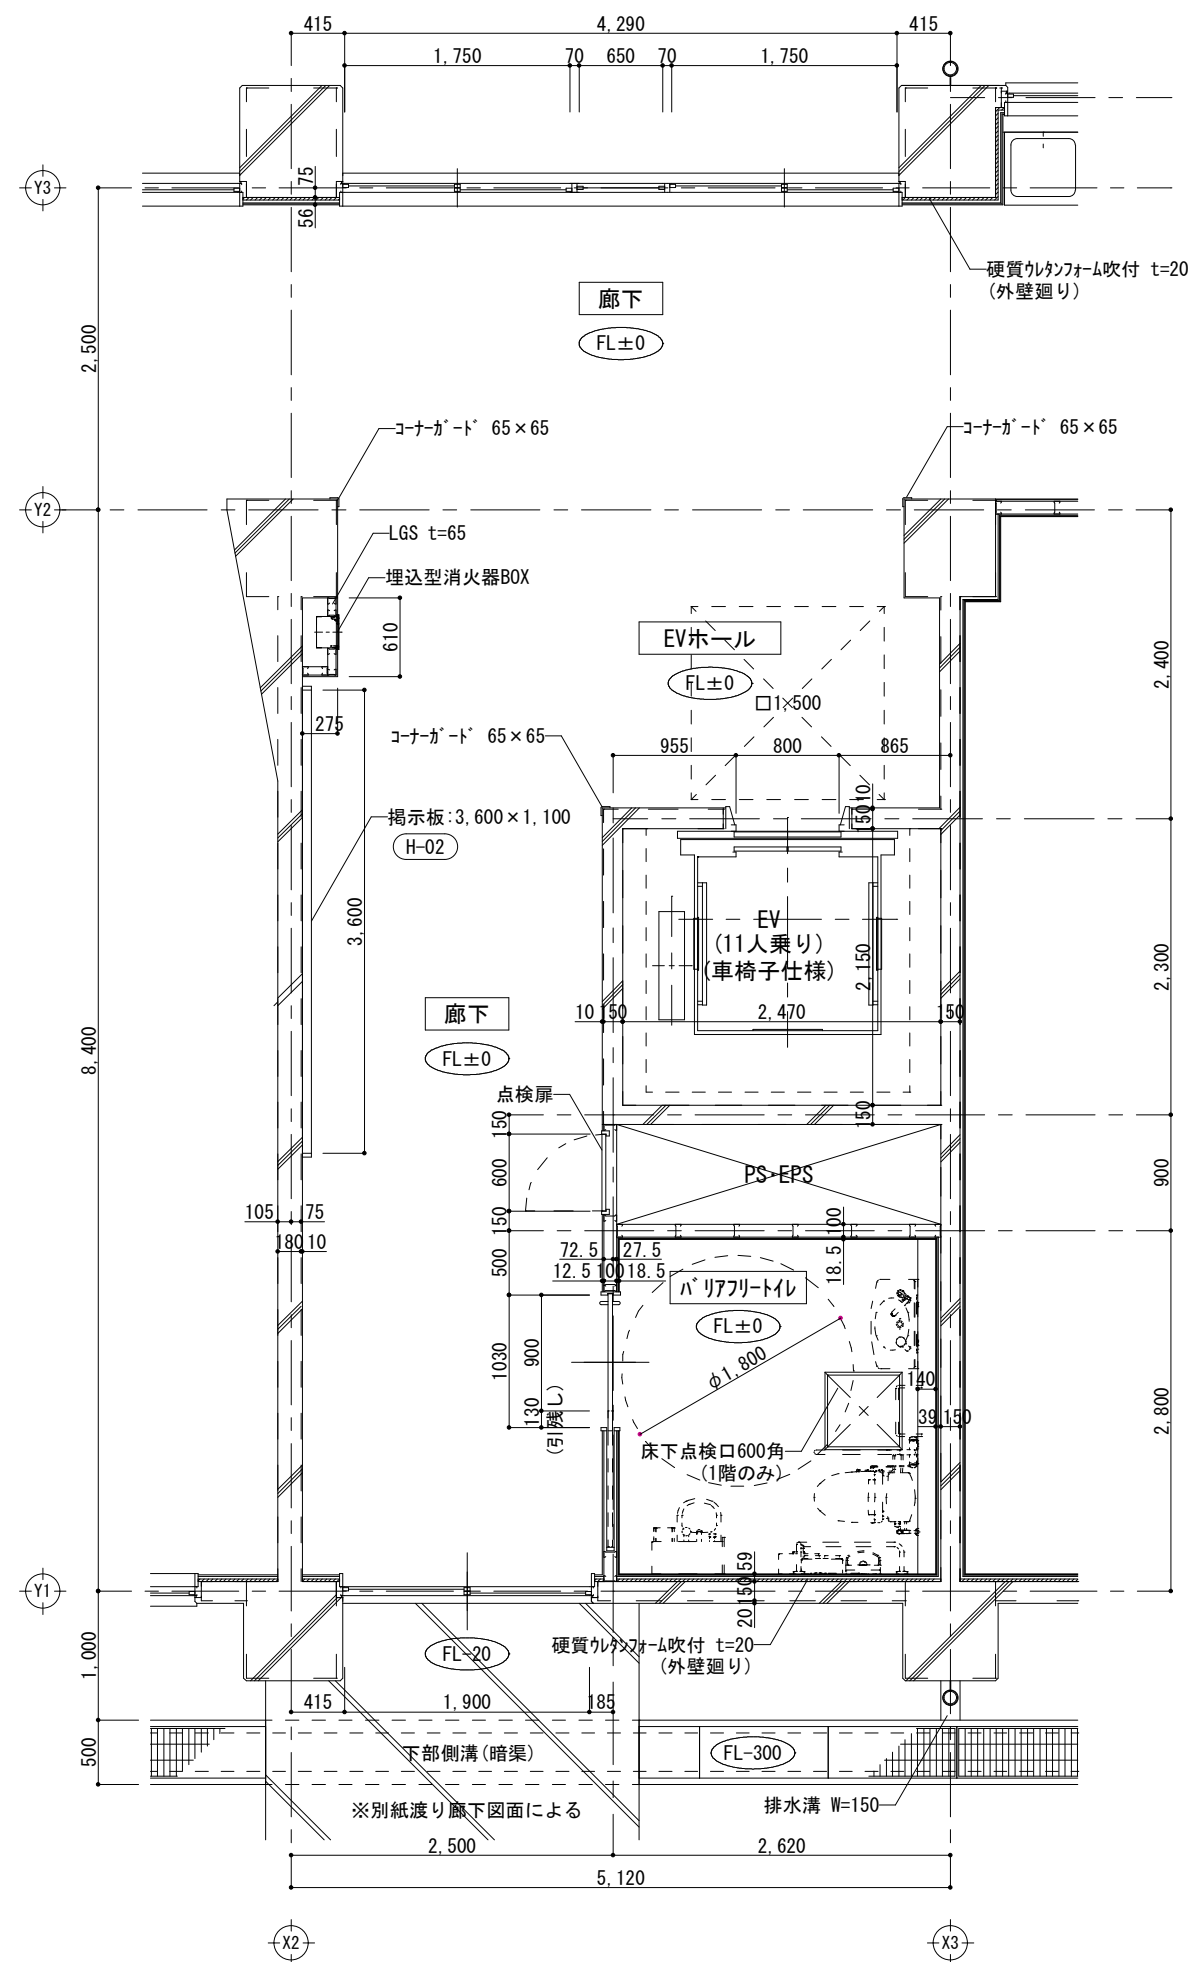 415
4,290
415
1,750
70
650
70
1,750
Y3
75
56
硬質ｳﾚﾀﾝﾌｫｰﾑ吹付 t=20
(外壁廻り)
廊下
FL±0
2,500
ｺｰﾅｰｶﾞｰﾄﾞ 65×65
ｺｰﾅｰｶﾞｰﾄﾞ 65×65
Y2
LGS t=65
埋込型消火器BOX
610
EVホール
FL±0
□1,500
2,400
275
ｺｰﾅｰｶﾞｰﾄﾞ 65×65
955
800
865
10
150
掲示板:3,600×1,100
H-02
3,600
EV
(11人乗り)
(車椅子仕様)
2,150
2,300
10
150
2,470
150
廊下
FL±0
8,400
点検扉
150
150
600
PS･EPS
900
150
105
75
180
10
100
18.5
500
72.5
27.5
12.5
100
18.5
ﾊﾞﾘｱﾌﾘｰﾄｲﾚ
FL±0
1030
900
φ1,800
140
130
(引残し)
39
150
2,800
床下点検口600角
(1階のみ)
59
150
20
Y1
1,000
FL-20
硬質ｳﾚﾀﾝﾌｫｰﾑ吹付 t=20
(外壁廻り)
415
1,900
185
500
下部側溝(暗渠)
FL-300
※別紙渡り廊下図面による
排水溝 W=150
2,500
2,620
5,120
X2
X3